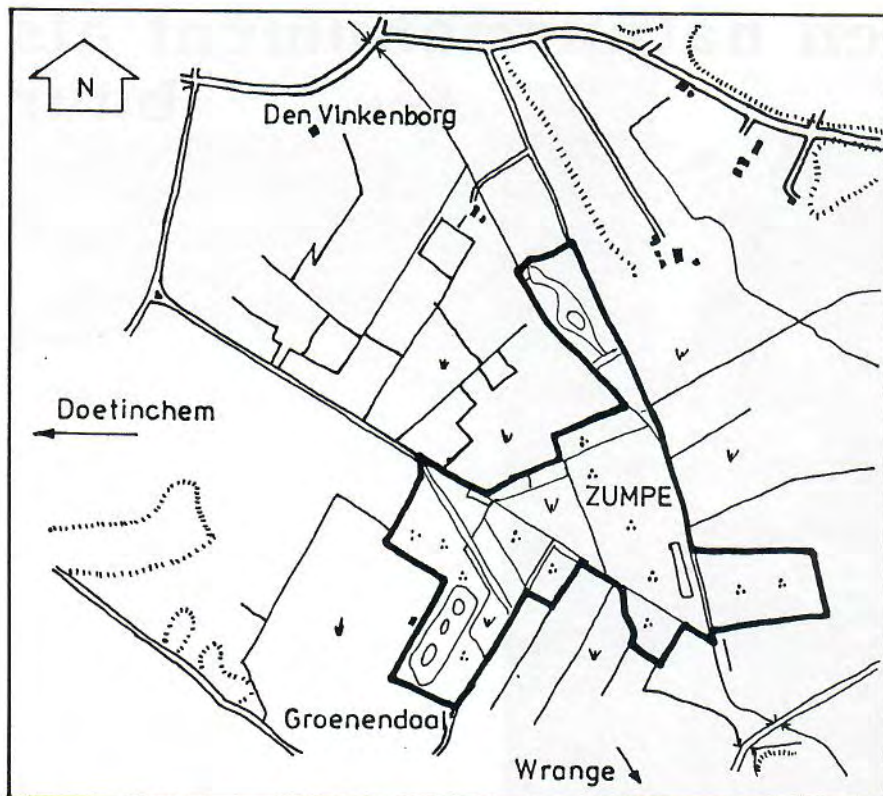 N
Den Vinkenborg
Doetinchem
ZUMPE
Groenendaal
Wrange